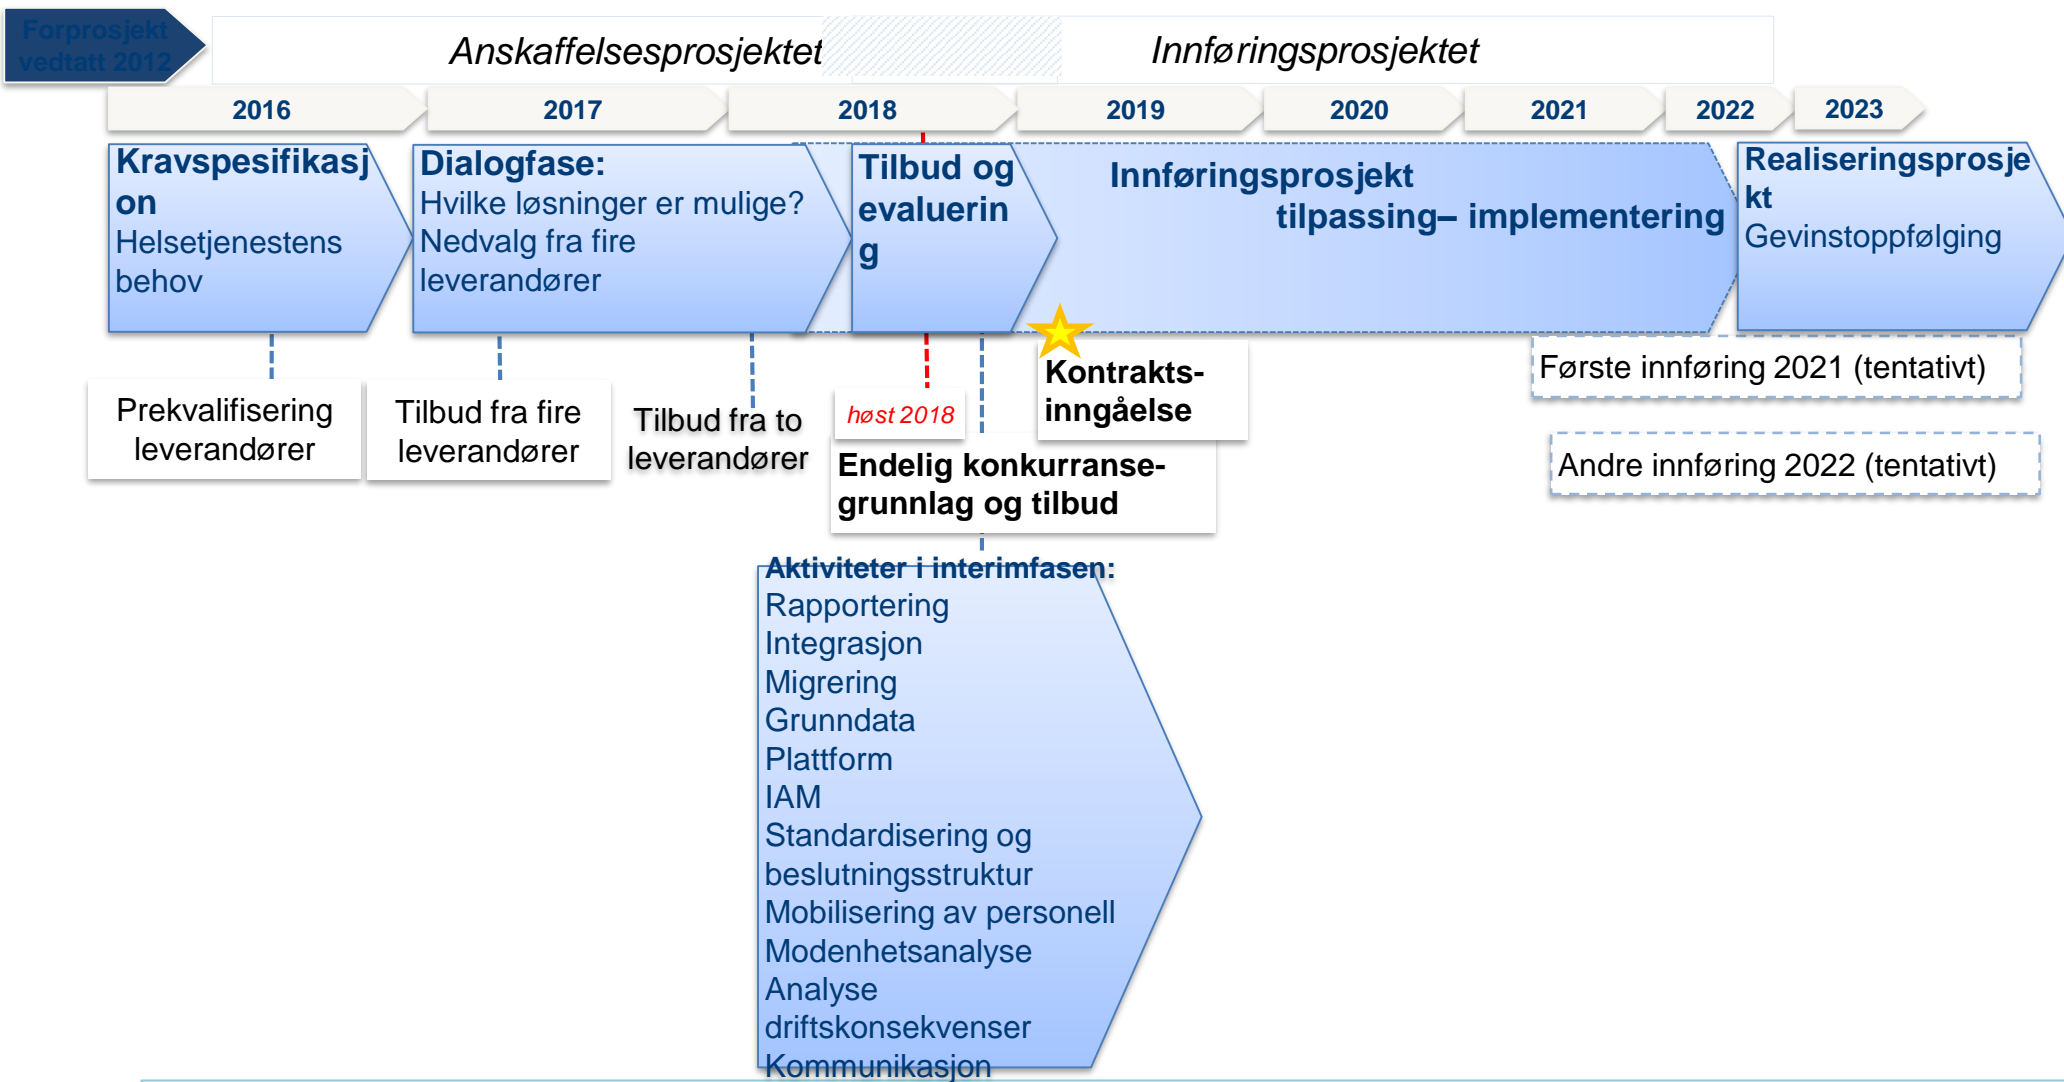 Forprosjekt
vedtatt 2012
Anskaffelsesprosjektet
Innføringsprosjektet
2016
2017
2018
2019
2020
2021
2022
2023
Kravspesifikasj
on
Helsetjenestens
behov
Dialogfase:
Hvilke løsninger er mulige?
Nedvalg fra fire
leverandører
Tilbud og
evaluerin
g
Innføringsprosjekt
tilpassing– implementering
Realiseringsprosje
kt
Gevinstoppfølging
Prekvalifisering
leverandører
Tilbud fra fire
leverandører
Tilbud fra to
leverandører
høst 2018
Kontrakts-
inngåelse
Endelig konkurranse-
grunnlag og tilbud
Første innføring 2021 (tentativt)
Andre innføring 2022 (tentativt)
Aktiviteter i interimfasen:
Rapportering
Integrasjon
Migrering
Grunndata
Plattform
IAM
Standardisering og
beslutningsstruktur
Mobilisering av personell
Modenhetsanalyse
Analyse
driftskonsekvenser
Kommunikasjon